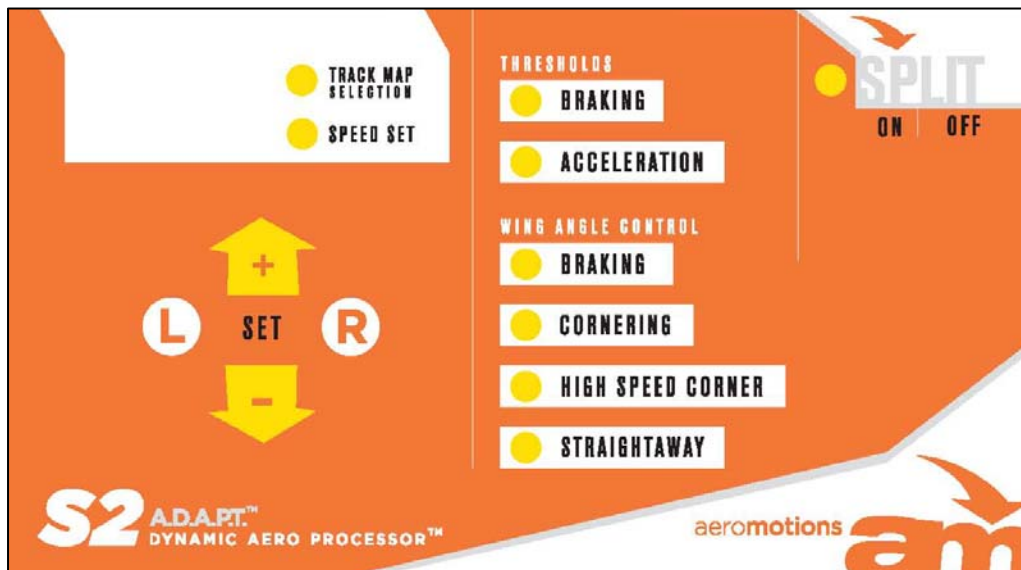 TRACK MAP
SELECTION
SPEED SET
+
L SET R
-
THRESHOLDS
BRAKING
ACCELERATION
WING ANGLE CONTROL
BRAKING
CORNERING
HIGH SPEED CORNER
STRAIGHTAWAY
SPLIT
ON OFF
S2 A.D.A.P.T.™
DYNAMIC AERO PROCESSOR™
aeromotions
am